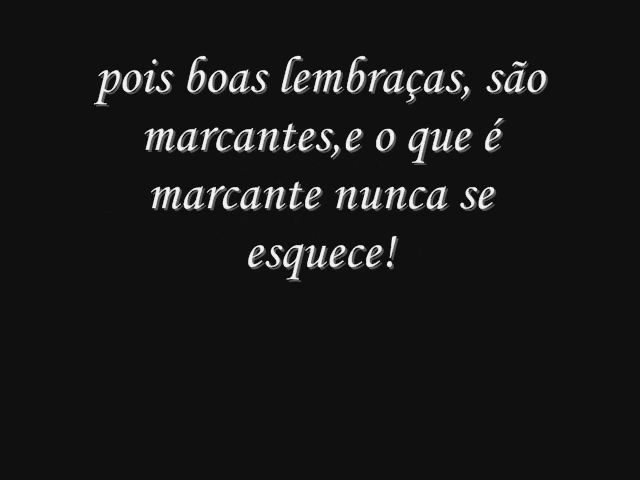 pois boas lembraças, são
marcantes,e o que é
marcante nunca se
esquece!